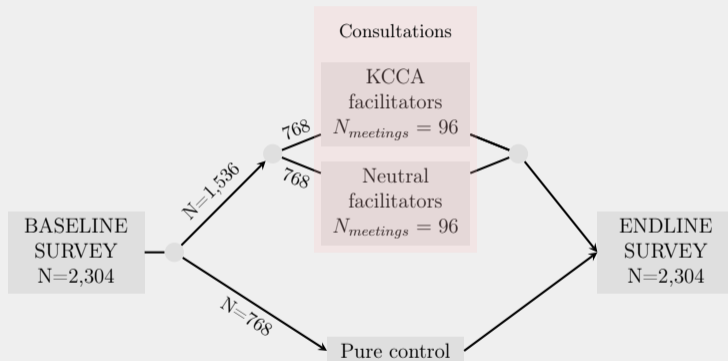 Consultations
KCCA
facilitators
N_meetings = 96
768
768
Neutral
facilitators
N_meetings = 96
N=1,536
BASELINE
SURVEY
N=2,304
ENDLINE
SURVEY
N=2,304
N=768
Pure control